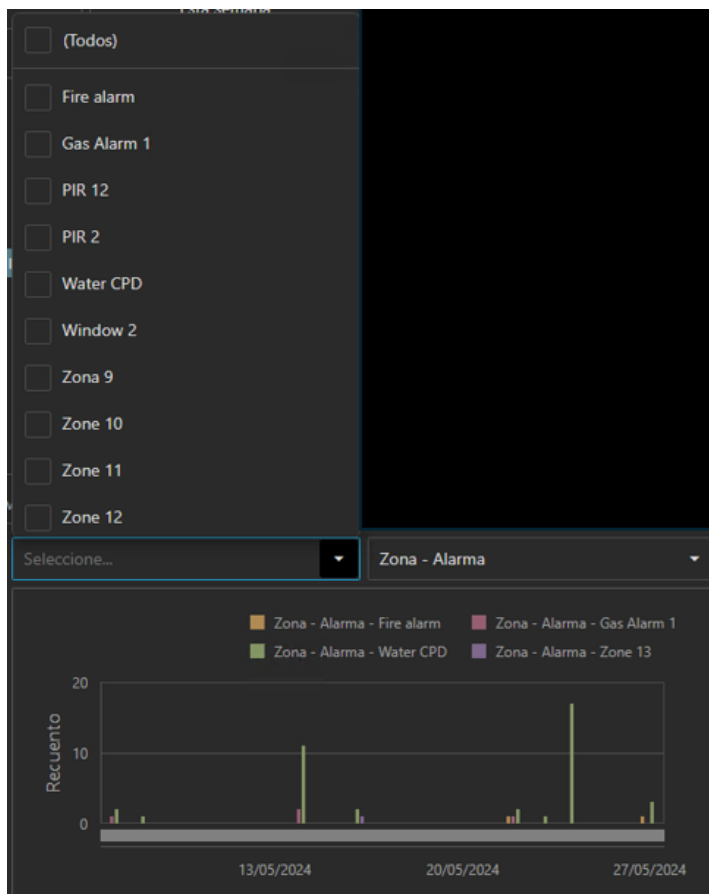 Esta semana
(Todos)
Fire alarm
Gas Alarm 1
PIR 12
PIR 2
Water CPD
Window 2
Zona 9
Zone 10
Zone 11
Zone 12
Seleccione...
Zona - Alarma
Zona - Alarma - Fire alarm
Zona - Alarma - Gas Alarm 1
Zona - Alarma - Water CPD
Zona - Alarma - Zone 13
Recuento
20
10
0
13/05/2024
20/05/2024
27/05/2024